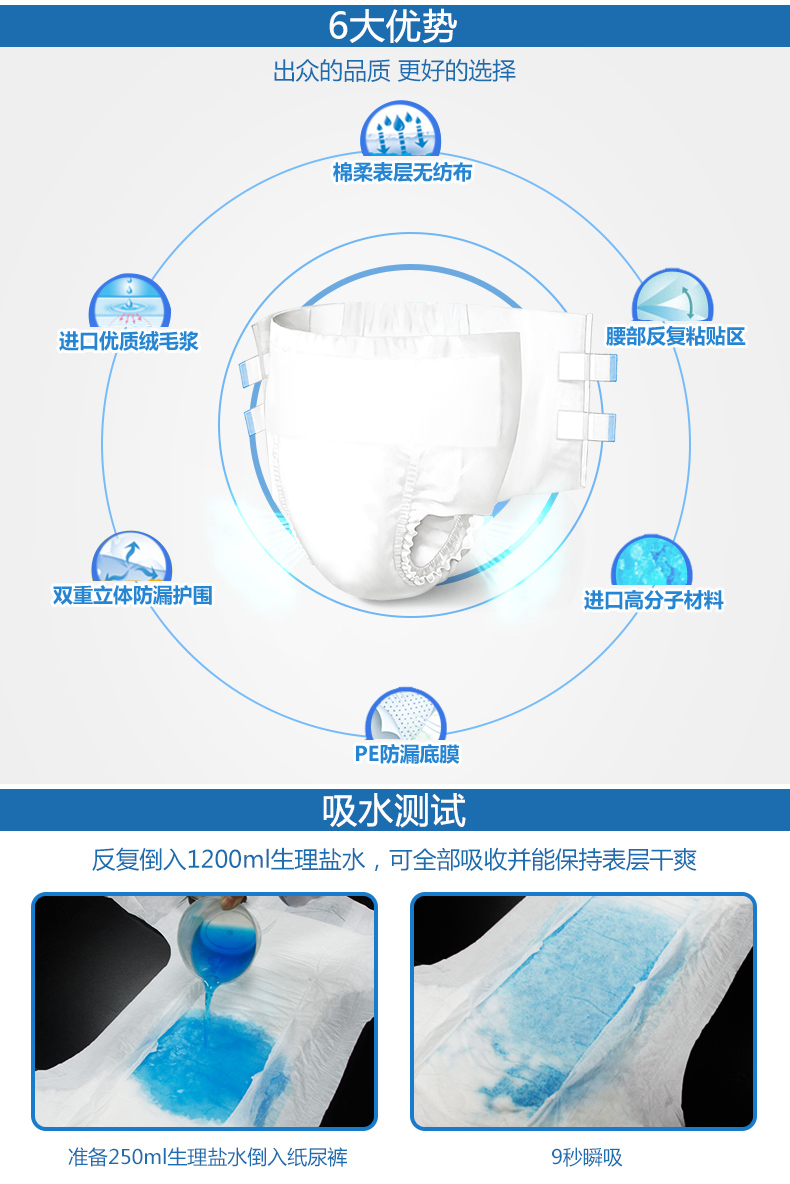 6大优势
出众的品质 更好的选择
棉柔表层无纺布
进口优质绒毛浆
腰部反复粘贴区
双重立体防漏护围
进口高分子材料
PE防漏底膜
吸水测试
反复倒入1200ml生理盐水，可全部吸收并能保持表层干爽
准备250ml生理盐水倒入纸尿裤
9秒瞬吸